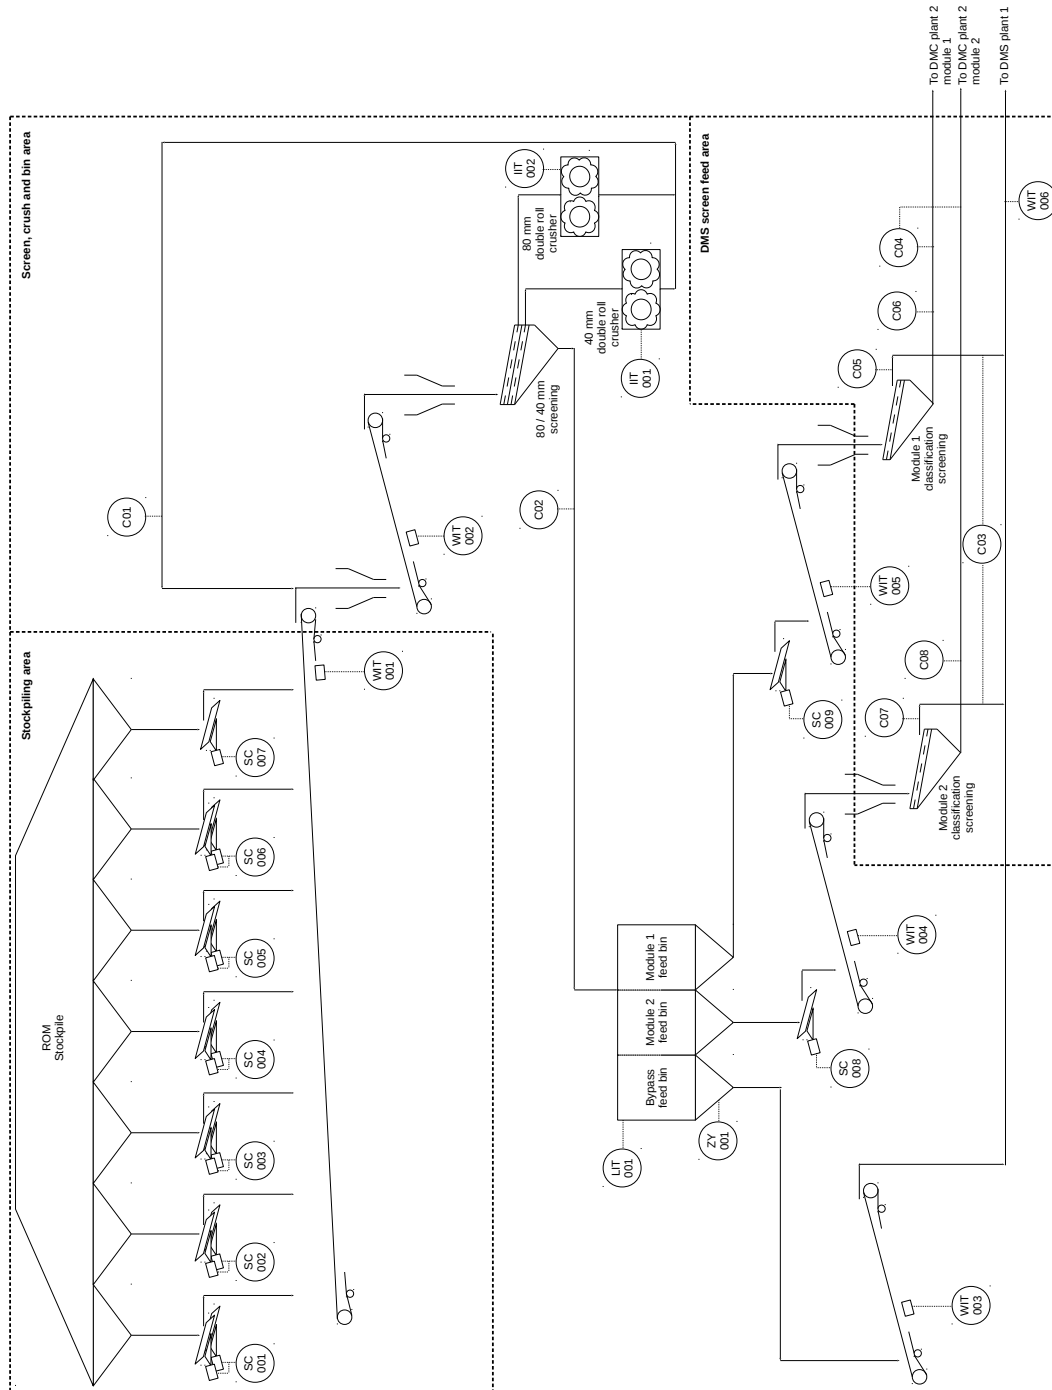 To DMC plant 2
module 1
To DMC plant 2
module 2
To DMS plant 1
Screen, crush and bin area
DMS screen feed area
Stockpiling area
IIT
002
80 mm
double roll
crusher
40 mm
double roll
crusher
IIT
001
80 / 40 mm
screening
C01
C02
WIT
002
WIT
001
WIT
006
C04
C06
C05
Module 1
classification
screening
C03
WIT
005
C08
C07
Module 2
classification
screening
SC
009
WIT
004
SC
008
Module 1
feed bin
Module 2
feed bin
Bypass
feed bin
LIT
001
ZY
001
WIT
003
ROM
Stockpile
SC
007
SC
006
SC
005
SC
004
SC
003
SC
002
SC
001